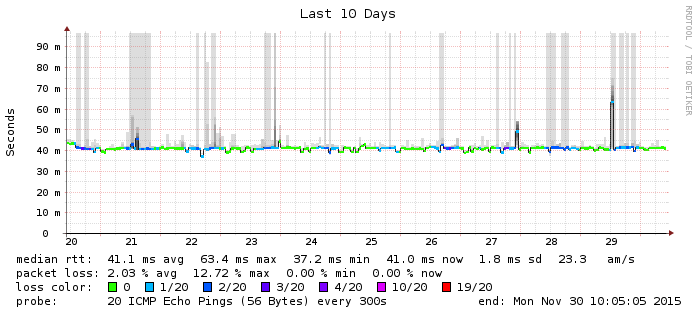 Last 10 Days
RRDTOOL / TOBI OETIKER
Seconds
90 m
80 m
70 m
60 m
50 m
40 m
30 m
20 m
10 m
0
20 21 22 23 24 25 26 27 28 29
median rtt: 41.1 ms avg 63.4 ms max 37.2 ms min 41.0 ms now 1.8 ms sd 23.3 am/s
packet loss: 2.03 % avg 12.72 % max 0.00 % min 0.00 % now
loss color: 0 1/20 2/20 3/20 4/20 10/20 19/20
probe: 20 ICMP Echo Pings (56 Bytes) every 300s end: Mon Nov 30 10:05:05 2015